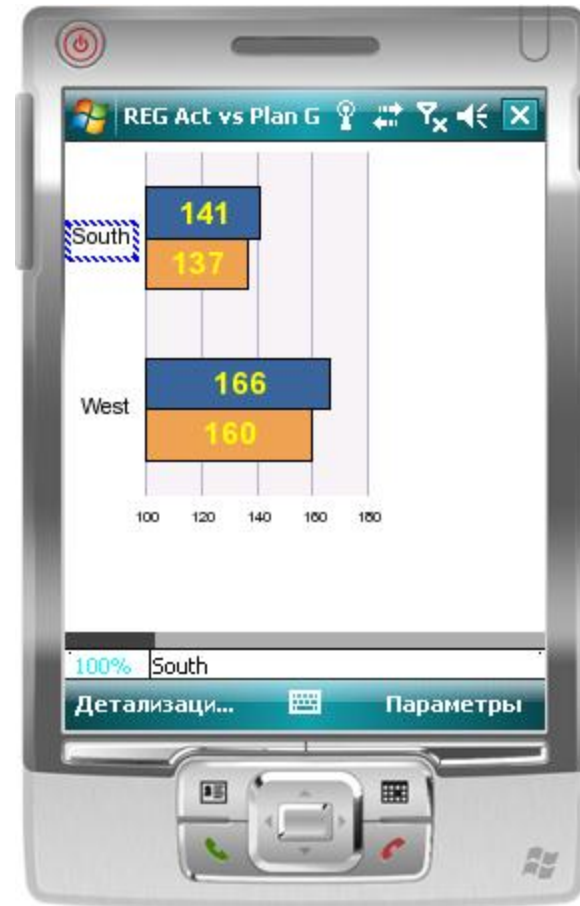 REG Act vs Plan G
141
South
137
166
West
160
100 120 140 160 180
100% South
Детализаци... Параметры